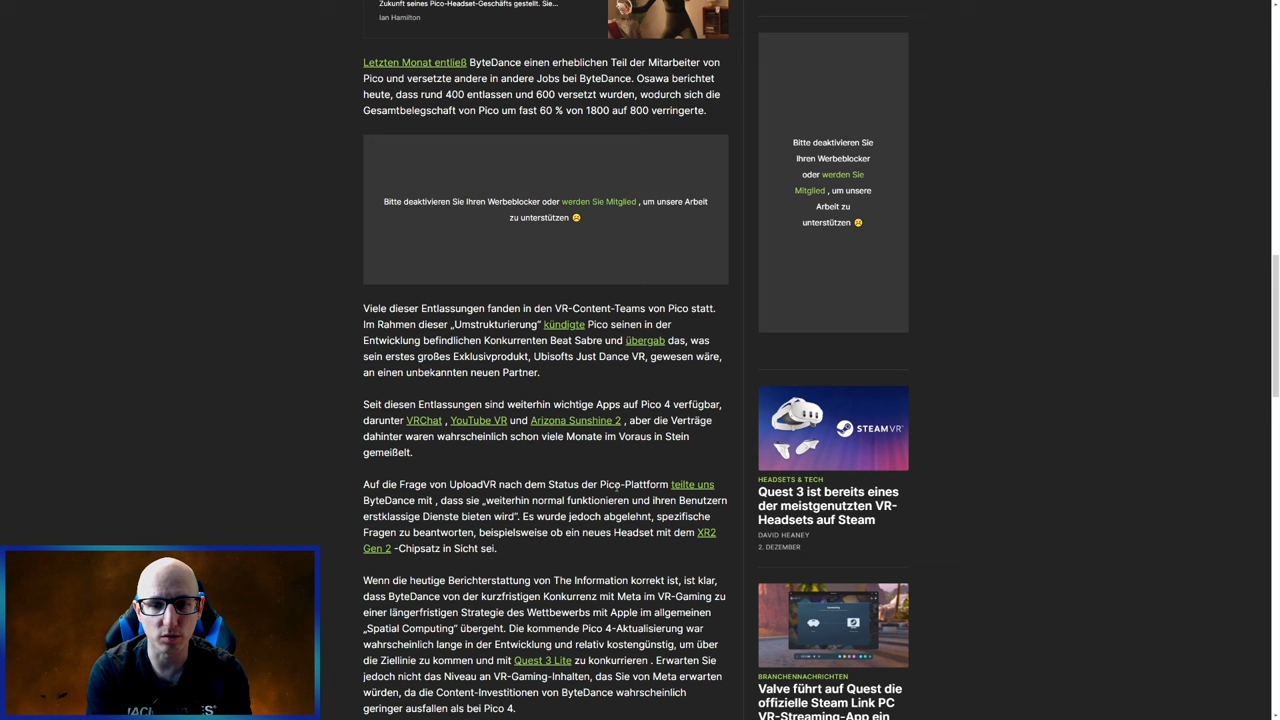 Zukunft seines Pico-Headset-Geschäfts gestellt. Sie...
Ian Hamilton
Letzten Monat entließ ByteDance einen erheblichen Teil der Mitarbeiter von
Pico und versetzte andere in andere Jobs bei ByteDance. Osawa berichtet
heute, dass rund 400 entlassen und 600 versetzt wurden, wodurch sich die
Gesamtbelegschaft von Pico um fast 60 % von 1800 auf 800 verringerte.
Bitte deaktivieren Sie Ihren Werbeblocker oder werden Sie Mitglied , um unsere Arbeit
zu unterstützen 😢
Viele dieser Entlassungen fanden in den VR-Content-Teams von Pico statt.
Im Rahmen dieser „Umstrukturierung“ kündigte Pico seinen in der
Entwicklung befindlichen Konkurrenten Beat Sabre und übergab das, was
sein erstes großes Exklusivprodukt, Ubisofts Just Dance VR, gewesen wäre,
an einen unbekannten neuen Partner.
Seit diesen Entlassungen sind weiterhin wichtige Apps auf Pico 4 verfügbar,
darunter VRChat , YouTube VR und Arizona Sunshine 2 , aber die Verträge
dahinter waren wahrscheinlich schon viele Monate im Voraus in Stein
gemeißelt.
Auf die Frage von UploadVR nach dem Status der Pico-Plattform teilte uns
ByteDance mit , dass sie „weiterhin normal funktionieren und ihren Benutzern
erstklassige Dienste bieten wird“. Es wurde jedoch abgelehnt, spezifische
Fragen zu beantworten, beispielsweise ob ein neues Headset mit dem XR2
Gen 2 -Chipsatz in Sicht sei.
Wenn die heutige Berichterstattung von The Information korrekt ist, ist klar,
dass ByteDance von der kurzfristigen Konkurrenz mit Meta im VR-Gaming zu
einer längerfristigen Strategie des Wettbewerbs mit Apple im allgemeinen
„Spatial Computing“ übergeht. Die kommende Pico 4-Aktualisierung war
wahrscheinlich lange in der Entwicklung und relativ kostengünstig, um über
die Ziellinie zu kommen und mit Quest 3 Lite zu konkurrieren . Erwarten Sie
jedoch nicht das Niveau an VR-Gaming-Inhalten, das Sie von Meta erwarten
würden, da die Content-Investitionen von ByteDance wahrscheinlich
geringer ausfallen als bei Pico 4.
Bitte deaktivieren Sie
Ihren Werbeblocker
oder werden Sie
Mitglied , um unsere
Arbeit zu
unterstützen 😢
STEAMVR
HEADSETS & TECH
Quest 3 ist bereits eines
der meistgenutzten VR-
Headsets auf Steam
DAVID HEANEY
2. DEZEMBER
BRANCHENNACHRICHTEN
Valve führt auf Quest die
offizielle Steam Link PC
VR-Streaming-App ein